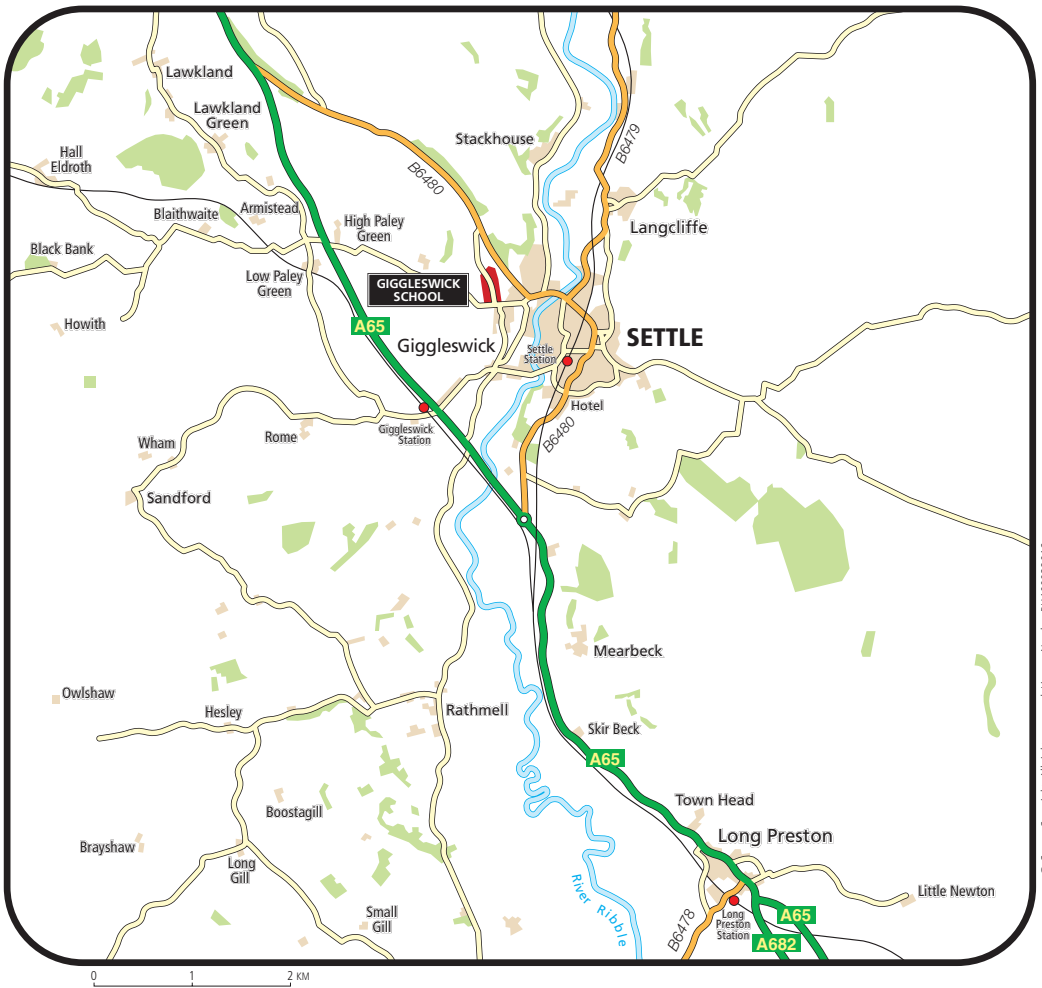 Lawkland
Lawkland
Green
Stackhouse
B6479
Hall
Eldroth
B6480
Blaithwaite
Armistead
High Paley
Green
Langcliffe
Black Bank
Low Paley
Green
GIGGLESWICK
SCHOOL
Howith
A65
Giggleswick
SETTLE
Settle
Station
Hotel
Giggleswick
Station
B6480
Rome
Wham
Sandford
Mearbeck
Owlshaw
Hesley
Rathmell
Skir Beck
A65
Boostagill
Town Head
Long Preston
Brayshaw
Long
Gill
River Ribble
Little Newton
Small
Gill
B6478
Long
Preston
Station
A65
A682
0 1 2 KM